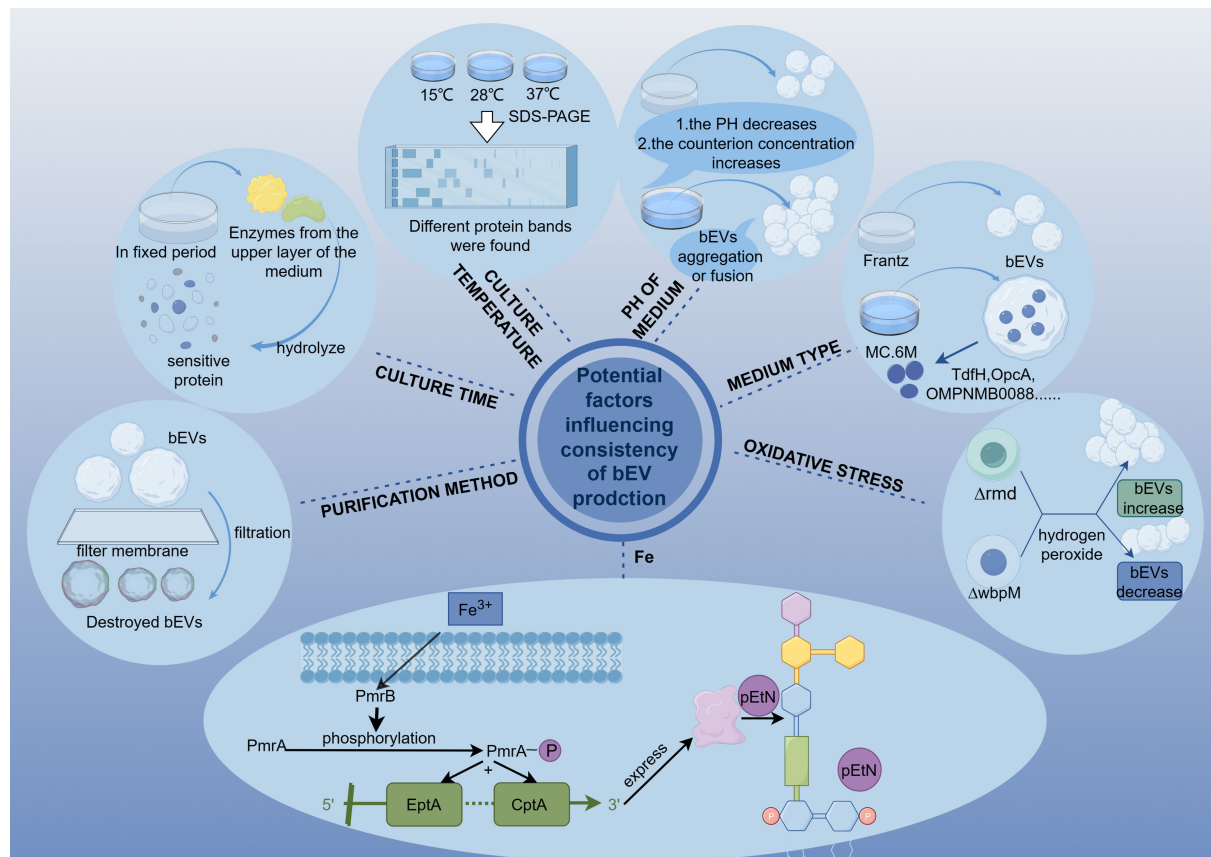 15℃
28℃
37℃
SDS-PAGE
Different protein bands
were found
1.the PH decreases
2.the counterion concentration
increases
bEVs
aggregation
or fusion
In fixed period
Enzymes from the
upper layer of the
medium
sensitive
protein
hydrolyze
Frantz
bEVs
MC.6M
TdfH,OpcA,
OMPNMB0088......
CULTURE
TEMPERATURE
PH OF
MEDIUM
CULTURE TIME
MEDIUM TYPE
PURIFICATION METHOD
OXIDATIVE STRESS
Potential
factors
influencing
consistency
of bEV
prodction
Fe
bEVs
filtration
filter membrane
Destroyed bEVs
Δrmd
ΔwbpM
hydrogen
peroxide
bEVs
increase
bEVs
decrease
Fe³⁺
PmrB
phosphorylation
PmrA
PmrA
P
+
5'
EptA
CptA
3'
express
pEtN
pEtN
P
P